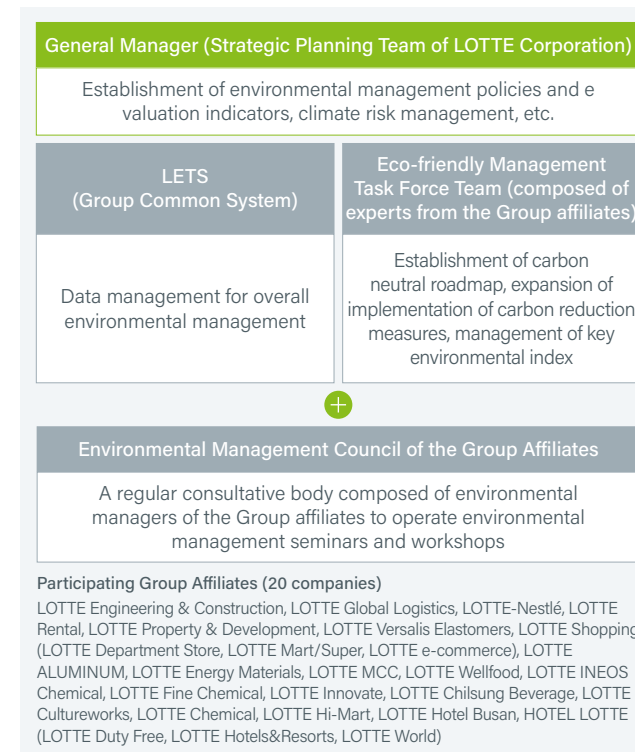 General Manager (Strategic Planning Team of LOTTE Corporation)
Establishment of environmental management policies and e
valuation indicators, climate risk management, etc.
LETS
(Group Common System)
Data management for overall
environmental management
Eco-friendly Management
Task Force Team (composed of
experts from the Group affiliates)
Establishment of carbon
neutral roadmap, expansion of
implementation of carbon reduction
measures, management of key
environmental index
+
Environmental Management Council of the Group Affiliates
A regular consultative body composed of environmental
managers of the Group affiliates to operate environmental
management seminars and workshops
Participating Group Affiliates (20 companies)
LOTTE Engineering & Construction, LOTTE Global Logistics, LOTTE-Nestlé, LOTTE
Rental, LOTTE Property & Development, LOTTE Versalis Elastomers, LOTTE Shopping
(LOTTE Department Store, LOTTE Mart/Super, LOTTE e-commerce), LOTTE
ALUMINUM, LOTTE Energy Materials, LOTTE MCC, LOTTE Wellfood, LOTTE INEOS
Chemical, LOTTE Fine Chemical, LOTTE Innovate, LOTTE Chilsung Beverage, LOTTE
Cultureworks, LOTTE Chemical, LOTTE Hi-Mart, LOTTE Hotel Busan, HOTEL LOTTE
(LOTTE Duty Free, LOTTE Hotels&Resorts, LOTTE World)